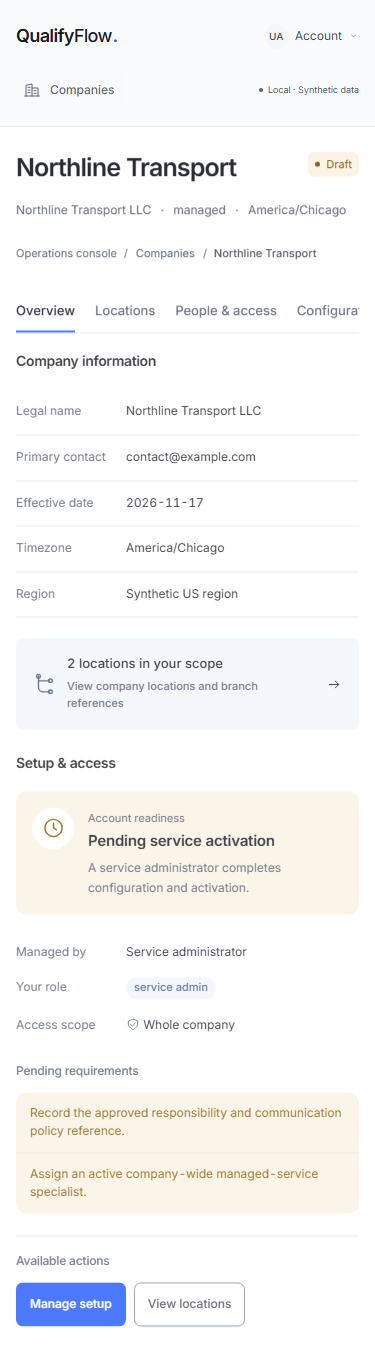 QualifyFlow.
UA Account
Companies
Local · Synthetic data
Northline Transport
Draft
Northline Transport LLC · managed · America/Chicago
Operations console / Companies / Northline Transport
Overview Locations People & access Configurat
Company information
Legal name Northline Transport LLC
Primary contact contact@example.com
Effective date 2026-11-17
Timezone America/Chicago
Region Synthetic US region
2 locations in your scope
View company locations and branch
references
Setup & access
Account readiness
Pending service activation
A service administrator completes
configuration and activation.
Managed by Service administrator
Your role service admin
Access scope Whole company
Pending requirements
Record the approved responsibility and communication
policy reference.
Assign an active company-wide managed-service
specialist.
Available actions
Manage setup View locations